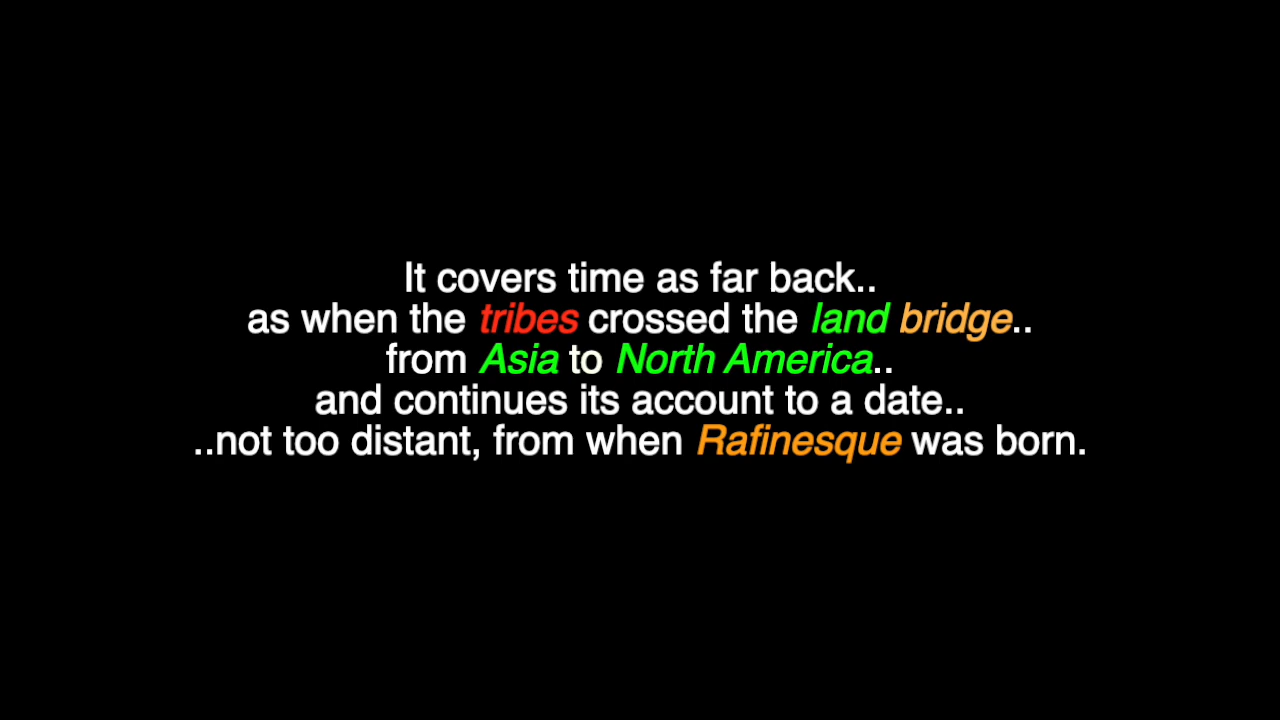 It covers time as far back..
as when the tribes crossed the land bridge..
from Asia to North America..
and continues its account to a date..
..not too distant, from when Rafinesque was born.